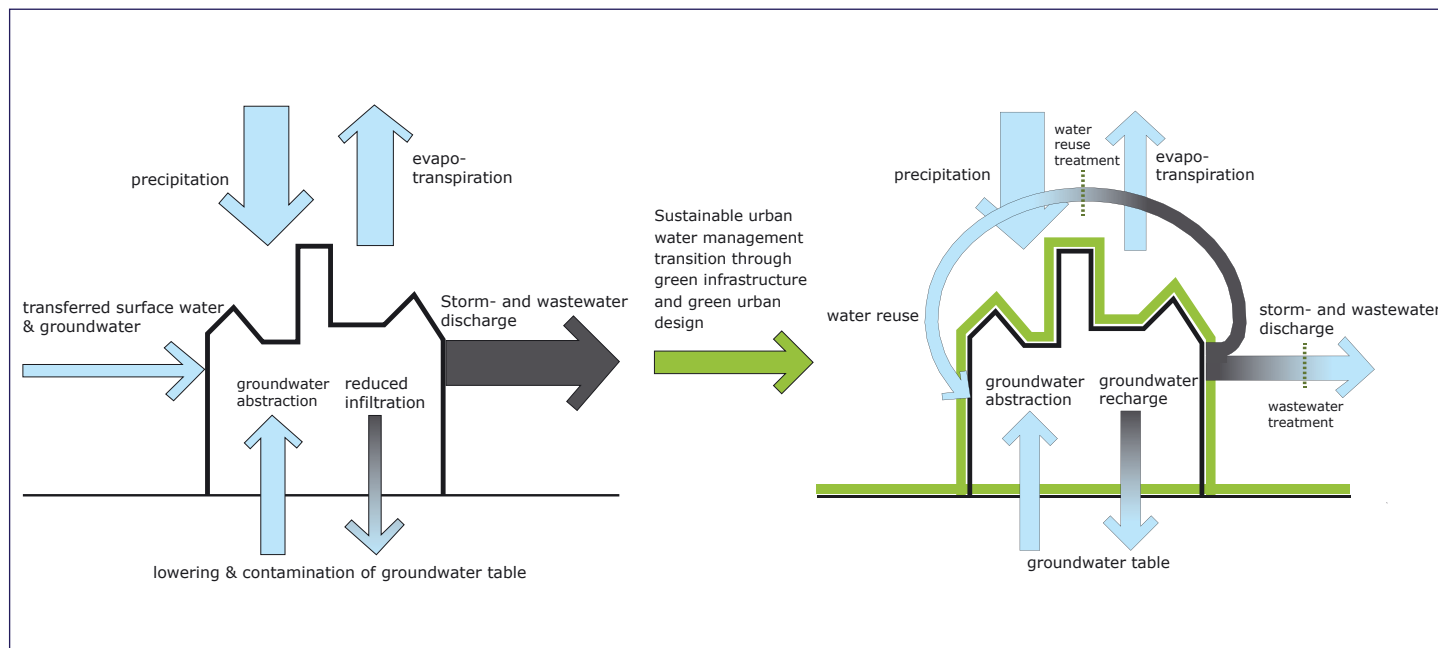 precipitation
evapo-
transpiration
transferred surface water
& groundwater
Storm- and wastewater
discharge
groundwater
abstraction
reduced
infiltration
lowering & contamination of groundwater table
Sustainable urban
water management
transition through
green infrastructure
and green urban
design
water
reuse
treatment
precipitation
evapo-
transpiration
water reuse
storm- and wastewater
discharge
groundwater
abstraction
groundwater
recharge
wastewater
treatment
groundwater table